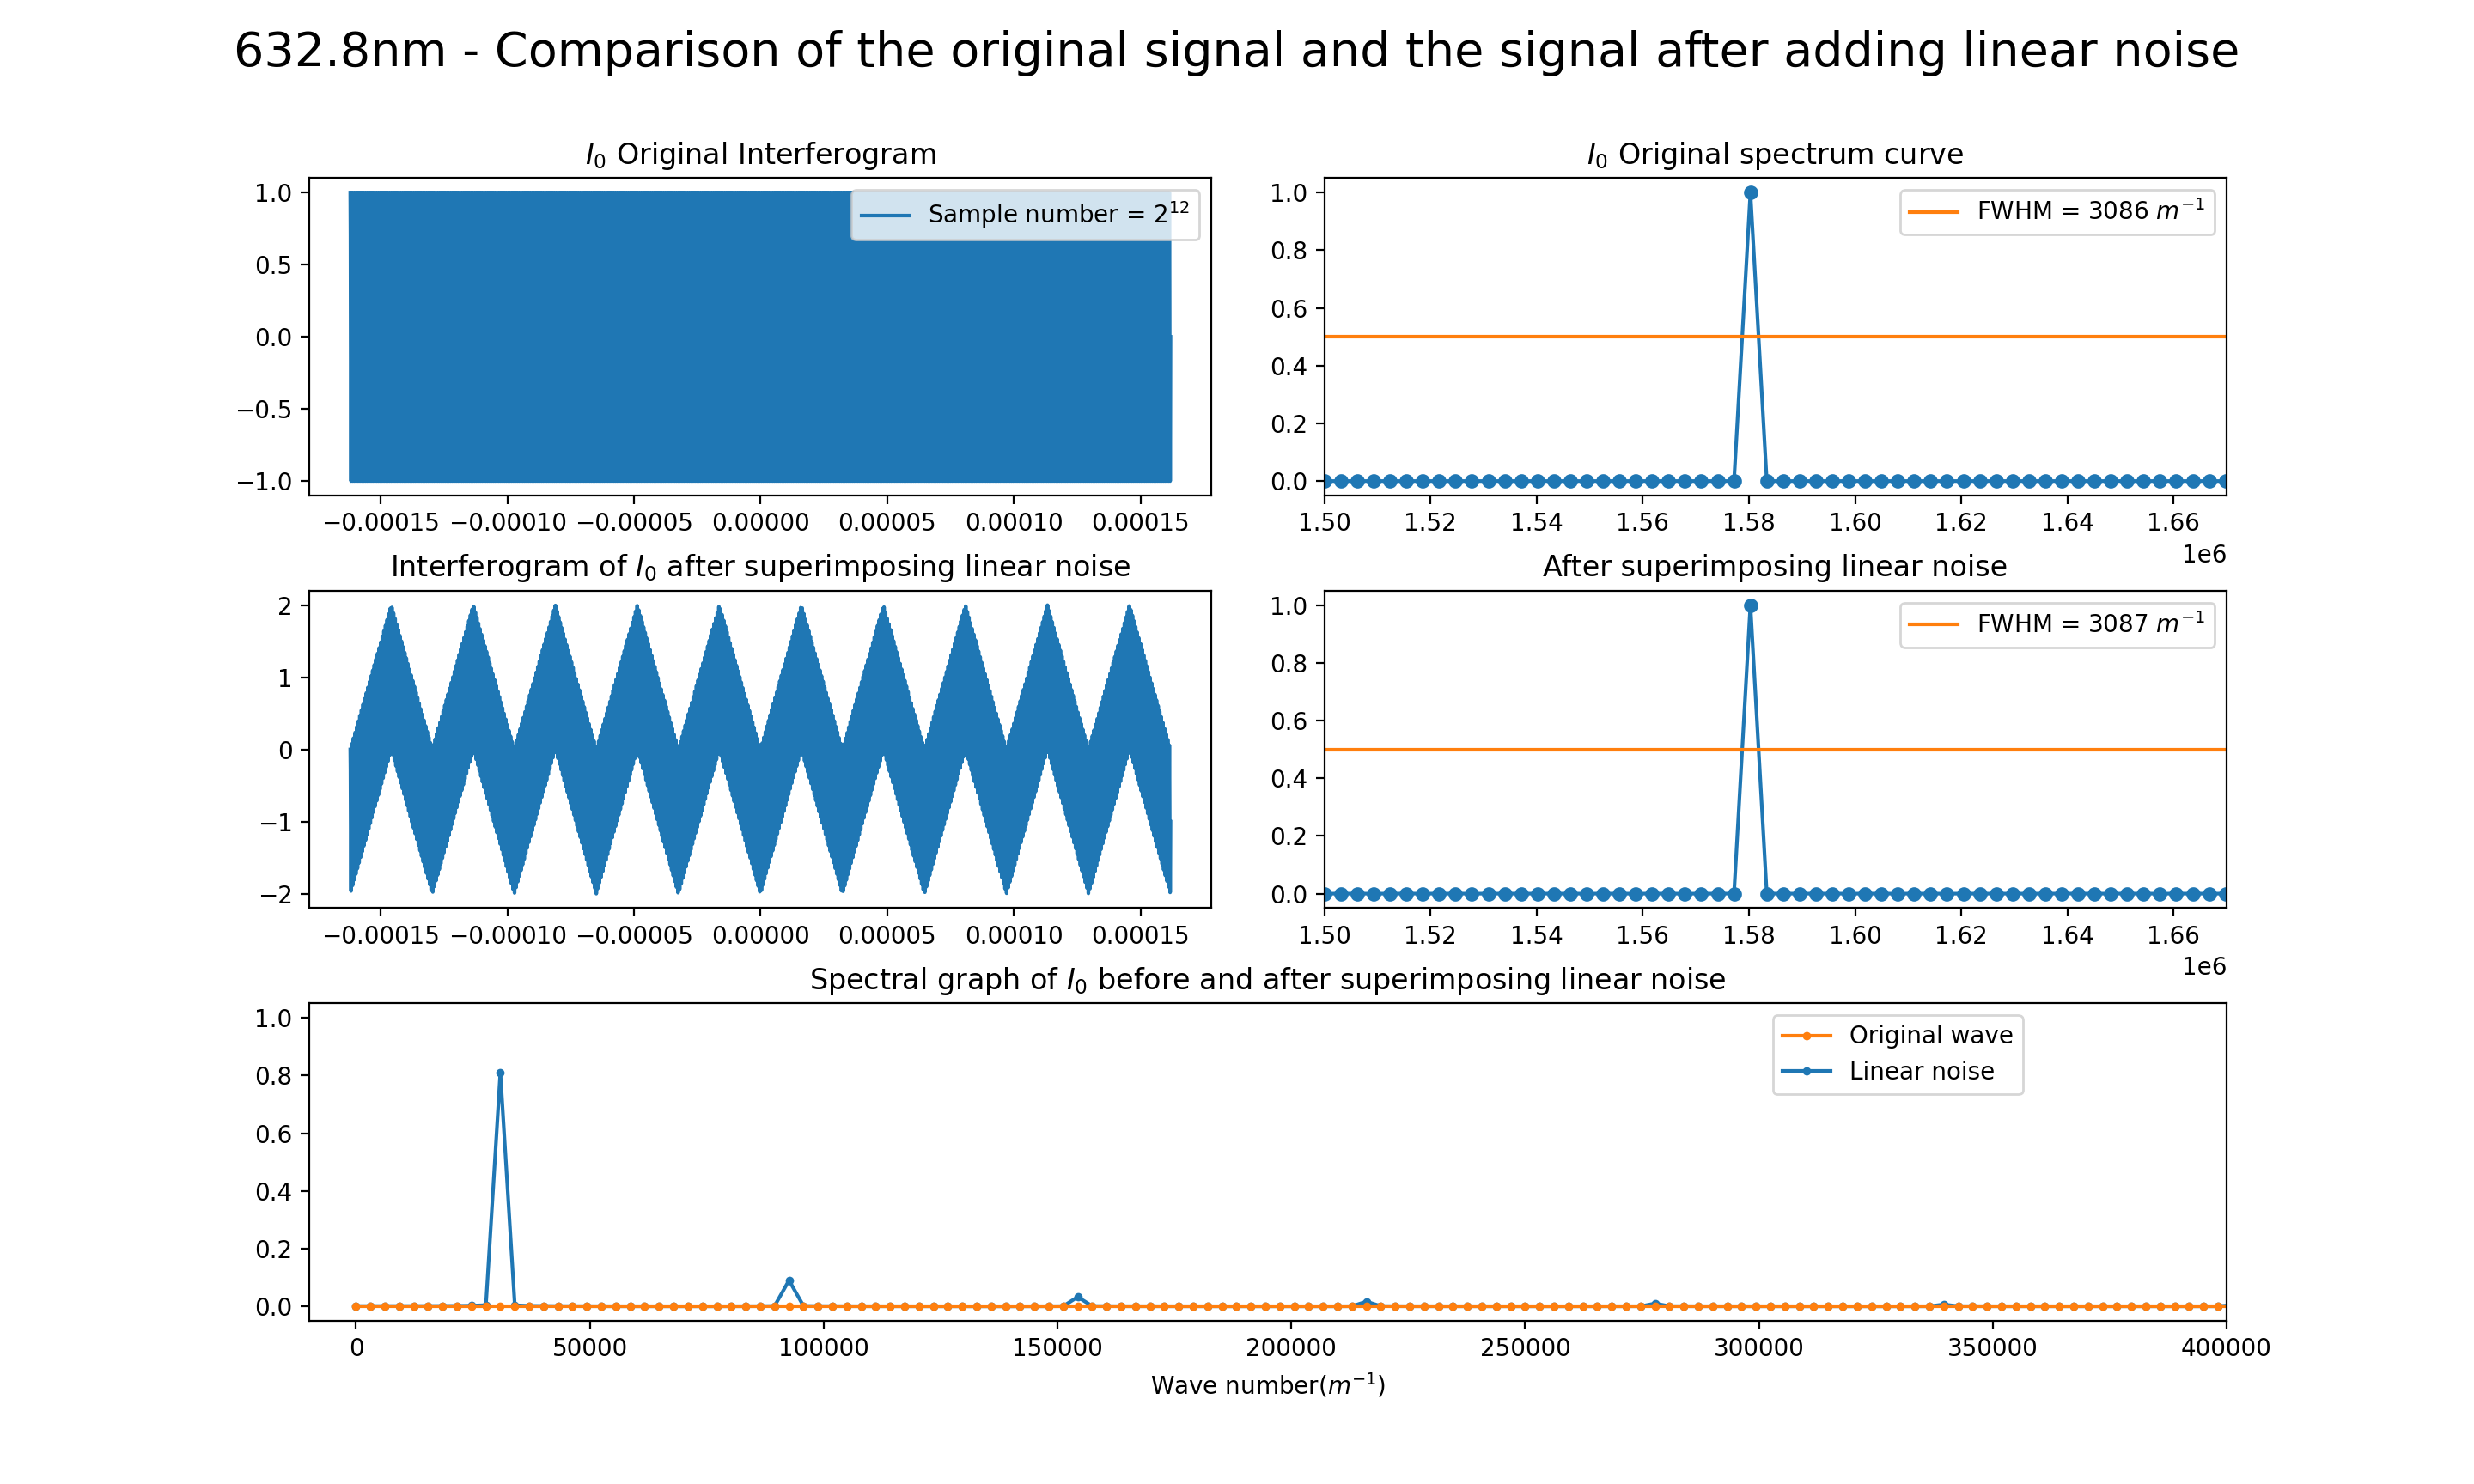 632.8nm - Comparison of the original signal and the signal after adding linear noise
I₀ Original Interferogram
1.0
0.5
0.0
−0.5
−1.0
Sample number = 2¹²
−0.00015 −0.00010 −0.00005 0.00000 0.00005 0.00010 0.00015
I₀ Original spectrum curve
1.0
0.8
0.6
0.4
0.2
0.0
FWHM = 3086 m⁻¹
1.50 1.52 1.54 1.56 1.58 1.60 1.62 1.64 1.66
1e6
Interferogram of I₀ after superimposing linear noise
2
1
0
−1
−2
−0.00015 −0.00010 −0.00005 0.00000 0.00005 0.00010 0.00015
After superimposing linear noise
1.0
0.8
0.6
0.4
0.2
0.0
FWHM = 3087 m⁻¹
1.50 1.52 1.54 1.56 1.58 1.60 1.62 1.64 1.66
1e6
Spectral graph of I₀ before and after superimposing linear noise
1.0
0.8
0.6
0.4
0.2
0.0
Original wave
Linear noise
0 50000 100000 150000 200000 250000 300000 350000 400000
Wave number(m⁻¹)